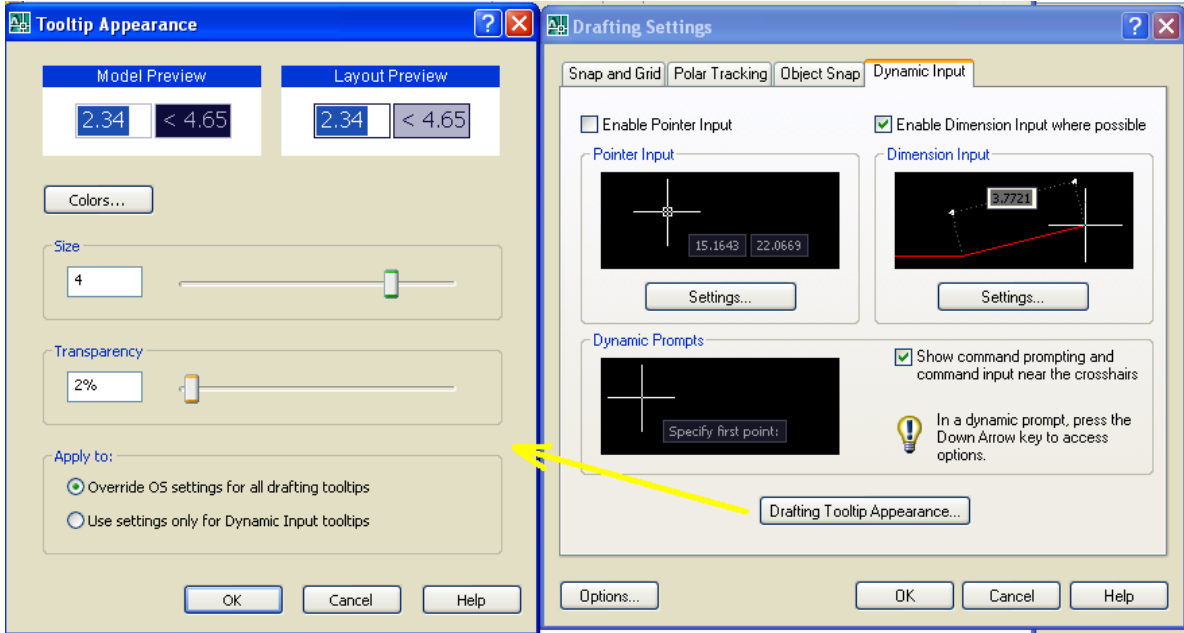 Tooltip Appearance
Model Preview
Layout Preview
2.34
< 4.65
2.34
< 4.65
Colors...
Size
4
Transparency
2%
Apply to:
Override OS settings for all drafting tooltips
Use settings only for Dynamic Input tooltips
OK
Cancel
Help
Drafting Settings
Snap and Grid
Polar Tracking
Object Snap
Dynamic Input
Enable Pointer Input
Enable Dimension Input where possible
Pointer Input
15.1643
22.0669
Settings...
Dimension Input
3.7721
Settings...
Dynamic Prompts
Specify first point:
Show command prompting and
command input near the crosshairs
In a dynamic prompt, press the
Down Arrow key to access
options.
Drafting Tooltip Appearance...
Options...
OK
Cancel
Help